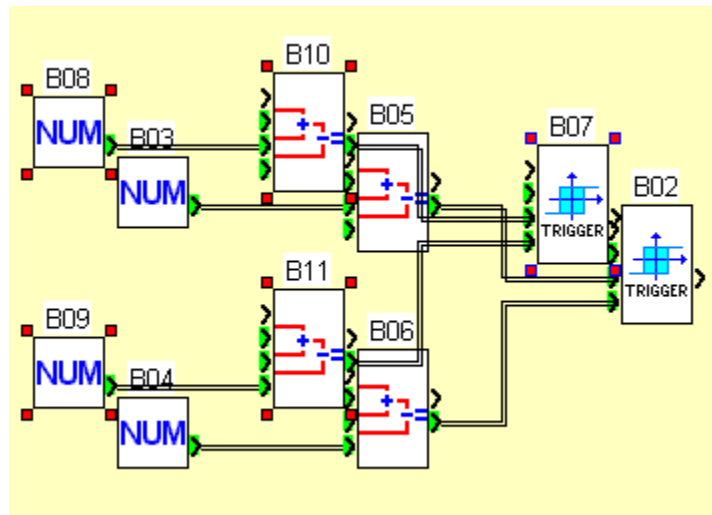 B10
B08
B05
B07
NUM
B03
B02
NUM
TRIGGER
B11
TRIGGER
B09
B06
NUM
B04
NUM